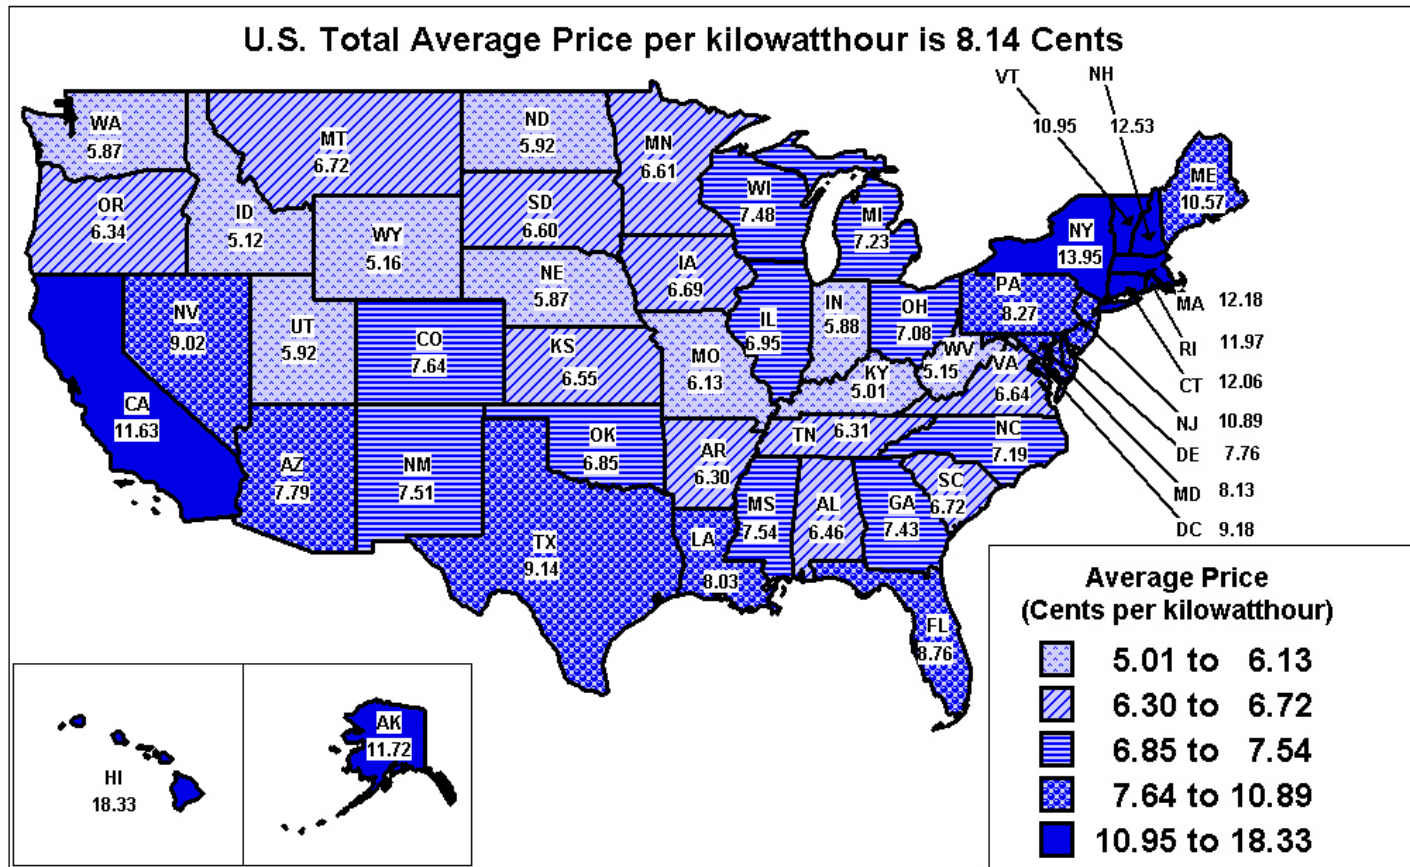 U.S. Total Average Price per kilowatthour is 8.14 Cents
VT
NH
10.95
12.53
WA
5.87
MT
6.72
ND
5.92
MN
6.61
OR
6.34
ID
5.12
WY
5.16
SD
6.60
WI
7.48
MI
7.23
ME
10.57
NY
13.95
NE
5.87
IA
6.69
NV
9.02
UT
5.92
CO
7.64
KS
6.55
MO
6.13
IL
6.95
IN
5.88
OH
7.08
PA
8.27
WV
5.15
VA
6.64
KY
5.01
CA
11.63
AZ
7.79
NM
7.51
OK
6.85
AR
6.30
TN
6.31
NC
7.19
SC
6.72
MS
7.54
AL
6.46
GA
7.43
TX
9.14
LA
8.03
FL
8.76
MA 12.18
RI 11.97
CT 12.06
NJ 10.89
DE 7.76
MD 8.13
DC 9.18
HI
18.33
AK
11.72
Average Price
(Cents per kilowatthour)
5.01 to 6.13
6.30 to 6.72
6.85 to 7.54
7.64 to 10.89
10.95 to 18.33